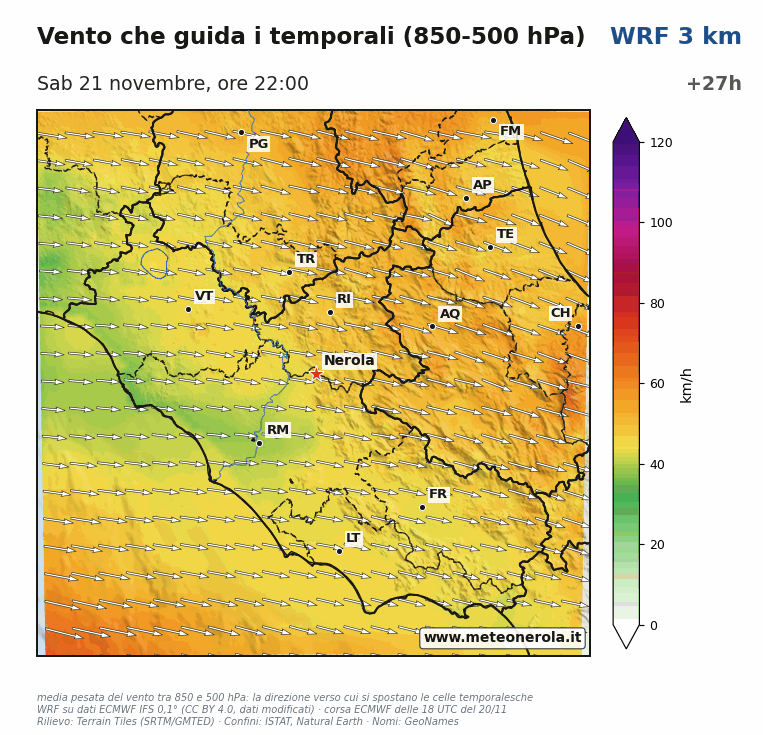 Vento che guida i temporali (850-500 hPa) WRF 3 km
Sab 21 novembre, ore 22:00 +27h
FM
PG
AP
TE
TR
VT
RI
AQ
CH
Nerola
RM
FR
LT
www.meteonerola.it
120
100
80
60
40
20
0
km/h
media pesata del vento tra 850 e 500 hPa: la direzione verso cui si spostano le celle temporalesche
WRF su dati ECMWF IFS 0,1° (CC BY 4.0, dati modificati) · corsa ECMWF delle 18 UTC del 20/11
Rilievo: Terrain Tiles (SRTM/GMTED) · Confini: ISTAT, Natural Earth · Nomi: GeoNames